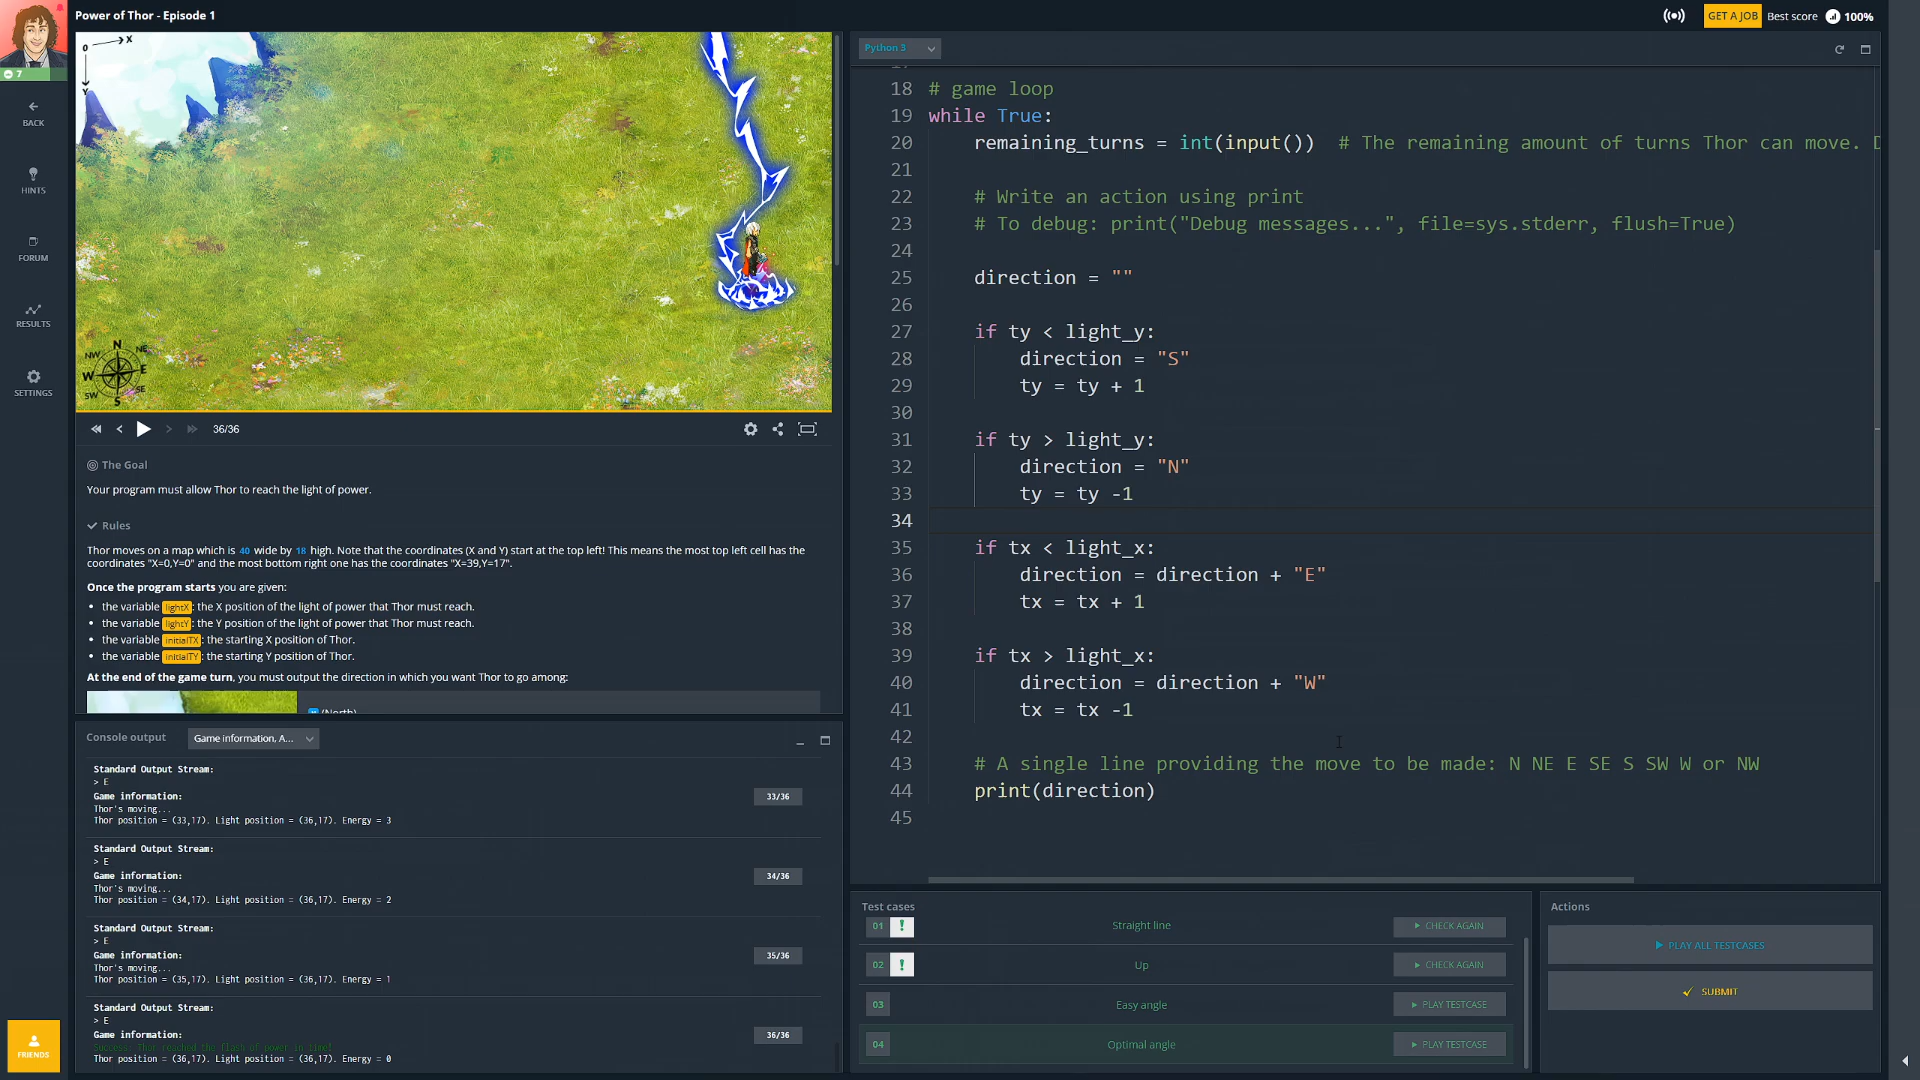 Power of Thor - Episode 1
GET A JOB
Best score
100%
7
BACK
HINTS
FORUM
RESULTS
SETTINGS
FRIENDS
0
X
Y
N
NE
E
SE
S
SW
W
NW
36/36
The Goal
Your program must allow Thor to reach the light of power.
Rules
Thor moves on a map which is 40 wide by 18 high. Note that the coordinates (X and Y) start at the top left! This means the most top left cell has the
coordinates "X=0,Y=0" and the most bottom right one has the coordinates "X=39,Y=17".
Once the program starts you are given:
the variable lightX: the X position of the light of power that Thor must reach.
the variable lightY: the Y position of the light of power that Thor must reach.
the variable initialTX: the starting X position of Thor.
the variable initialTY: the starting Y position of Thor.
At the end of the game turn, you must output the direction in which you want Thor to go among:
(North)
Console output
Game information, A...
Standard Output Stream:
> E
Game information:
Thor's moving...
Thor position = (33,17). Light position = (36,17). Energy = 3
33/36
Standard Output Stream:
> E
Game information:
Thor's moving...
Thor position = (34,17). Light position = (36,17). Energy = 2
34/36
Standard Output Stream:
> E
Game information:
Thor's moving...
Thor position = (35,17). Light position = (36,17). Energy = 1
35/36
Standard Output Stream:
> E
Game information:
Success: Thor reached the flash of power in time!
Thor position = (36,17). Light position = (36,17). Energy = 0
36/36
Python 3
18 # game loop
19 while True:
20 remaining_turns = int(input())  # The remaining amount of turns Thor can move. D
21
22 # Write an action using print
23 # To debug: print("Debug messages...", file=sys.stderr, flush=True)
24
25 direction = ""
26
27 if ty < light_y:
28 direction = "S"
29 ty = ty + 1
30
31 if ty > light_y:
32 direction = "N"
33 ty = ty -1
34
35 if tx < light_x:
36 direction = direction + "E"
37 tx = tx + 1
38
39 if tx > light_x:
40 direction = direction + "W"
41 tx = tx -1
42
43 # A single line providing the move to be made: N NE E SE S SW W or NW
44 print(direction)
45
Test cases
01 ! Straight line CHECK AGAIN
02 ! Up CHECK AGAIN
03 Easy angle PLAY TESTCASE
04 Optimal angle PLAY TESTCASE
Actions
PLAY ALL TESTCASES
SUBMIT